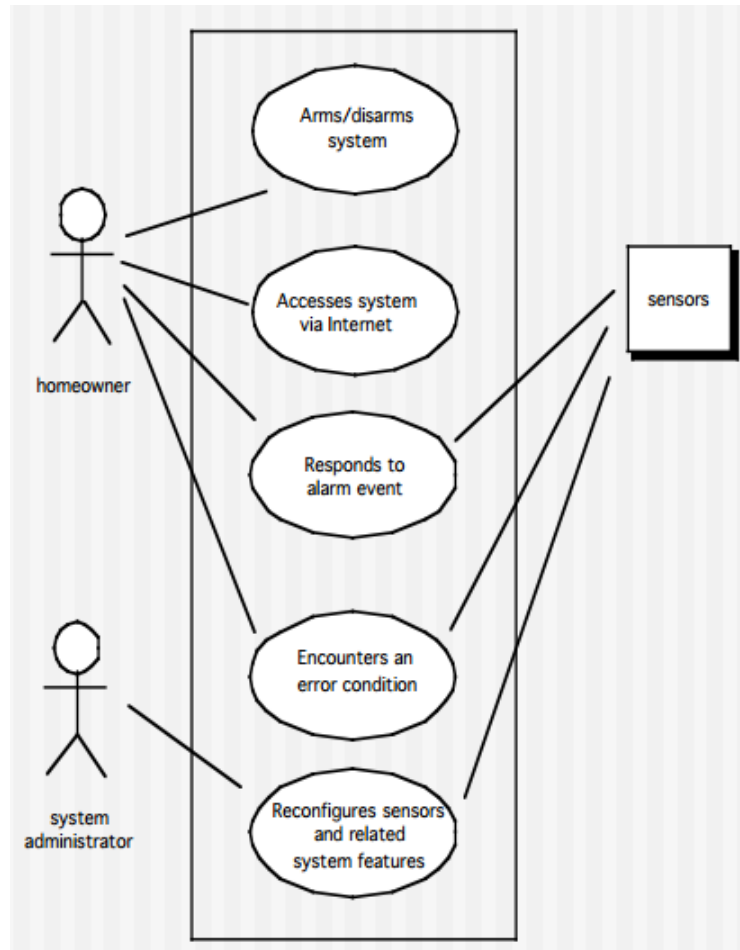 Arms/disarms
system
Accesses system
via Internet
sensors
homeowner
Responds to
alarm event
Encounters an
error condition
system
administrator
Reconfigures sensors
and related
system features